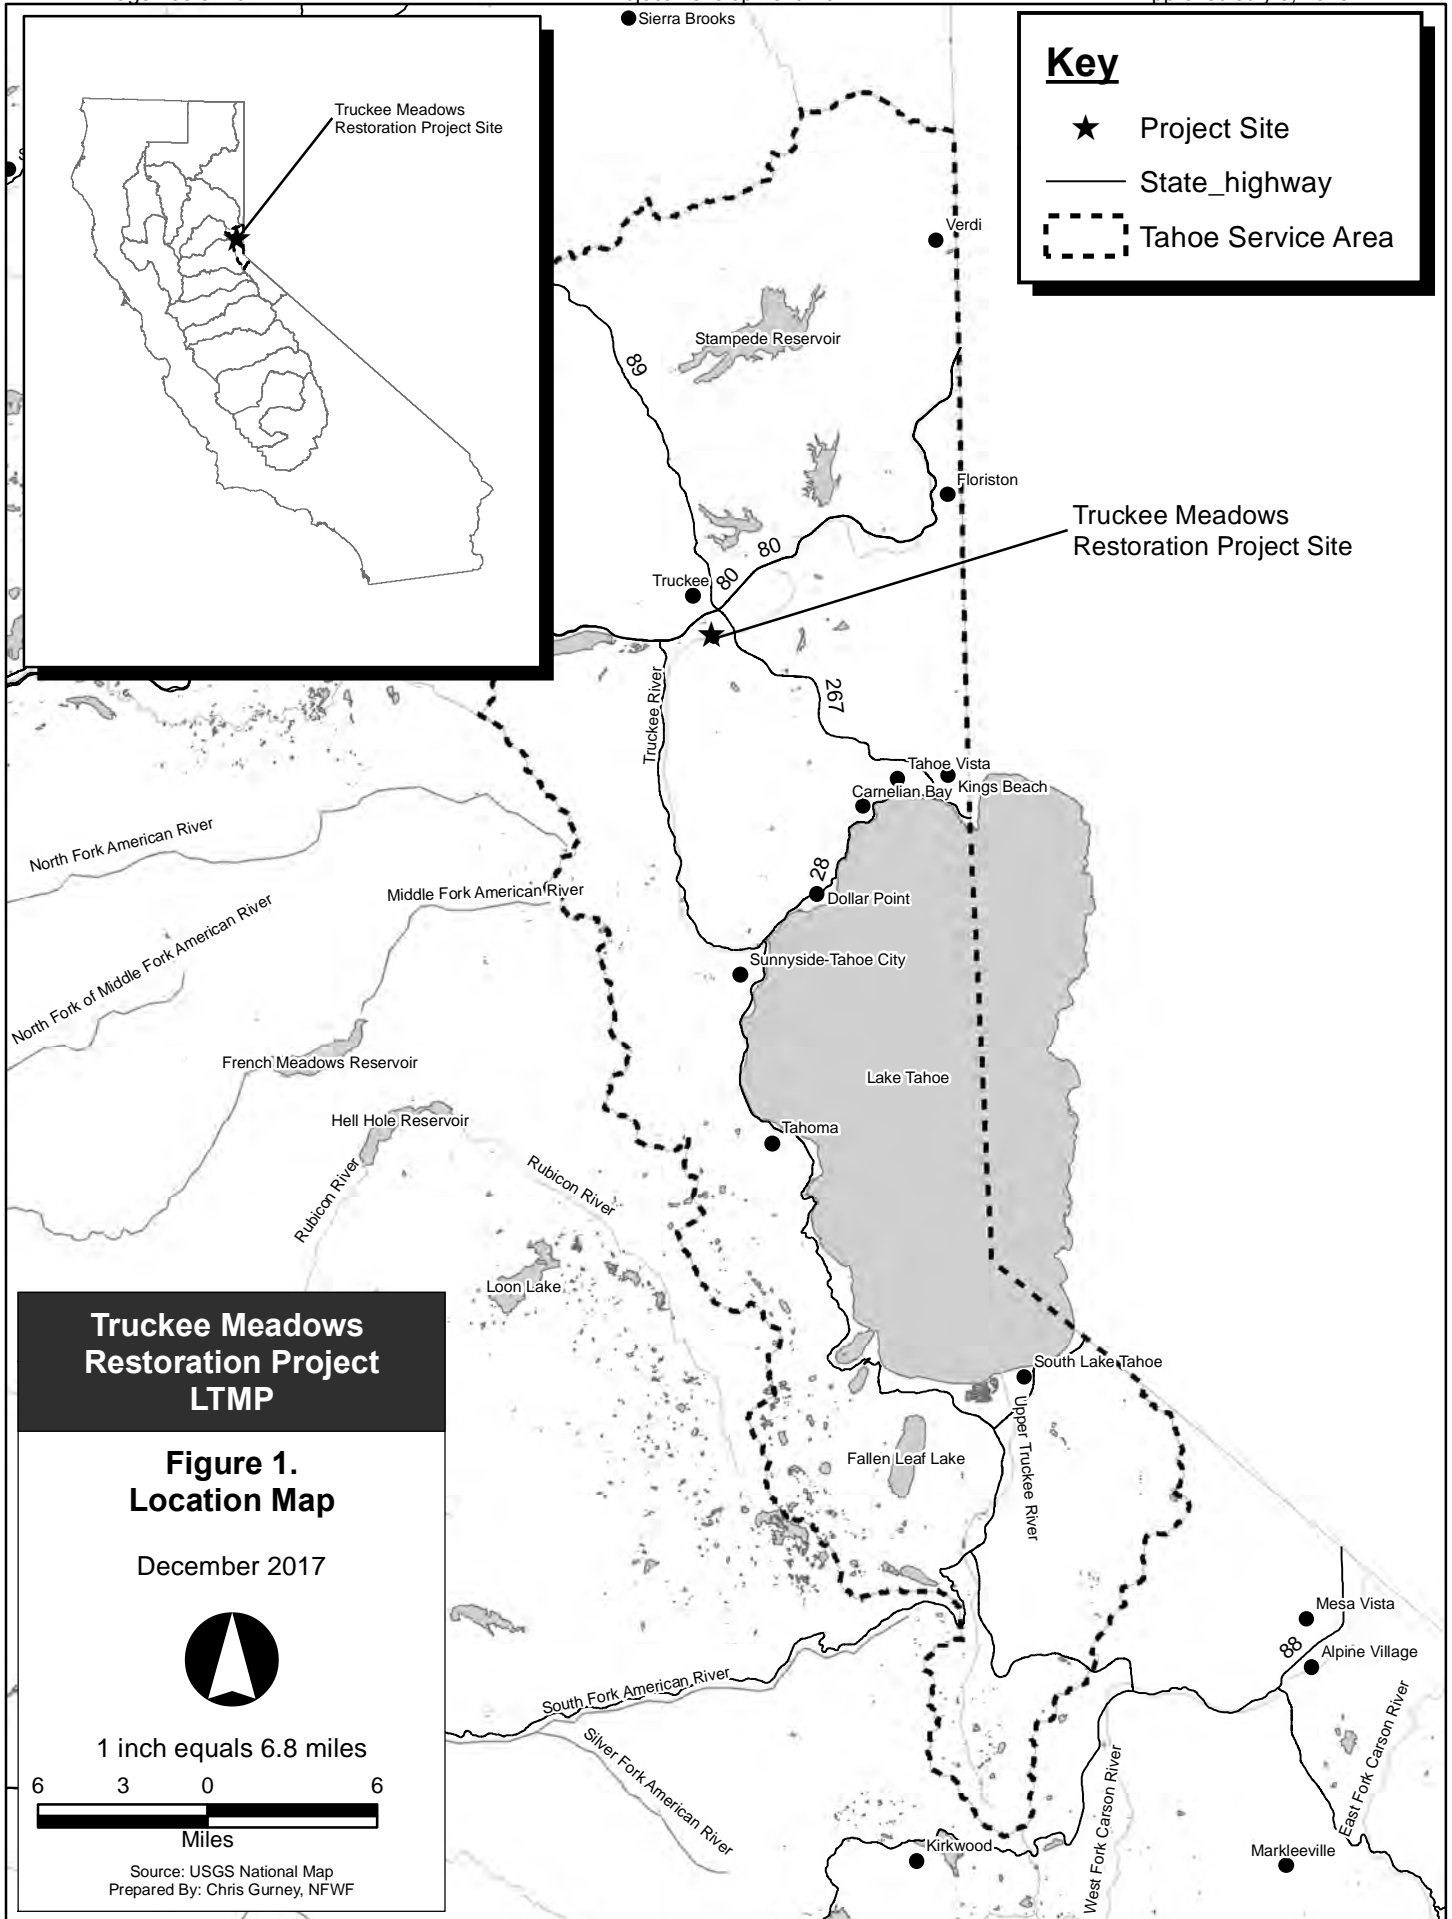 Sierra Brooks
Truckee Meadows
Restoration Project Site
Key
Project Site
State_highway
Tahoe Service Area
Verdi
Stampede Reservoir
89
Floriston
Truckee Meadows
Restoration Project Site
80
80
Truckee
Truckee River
267
Tahoe Vista
Kings Beach
Carnelian Bay
North Fork American River
28
Middle Fork American River
Dollar Point
North Fork of Middle Fork American River
Sunnyside-Tahoe City
French Meadows Reservoir
Lake Tahoe
Hell Hole Reservoir
Tahoma
Rubicon River
Rubicon River
Loon Lake
Truckee Meadows
Restoration Project
LTMP
South Lake Tahoe
Upper Truckee River
Fallen Leaf Lake
Figure 1.
Location Map
December 2017
Mesa Vista
88
Alpine Village
South Fork American River
East Fork Carson River
Silver Fork American River
West Fork Carson River
1 inch equals 6.8 miles
6 3 0 6
Miles
Kirkwood
Markleeville
Source: USGS National Map
Prepared By: Chris Gurney, NFWF